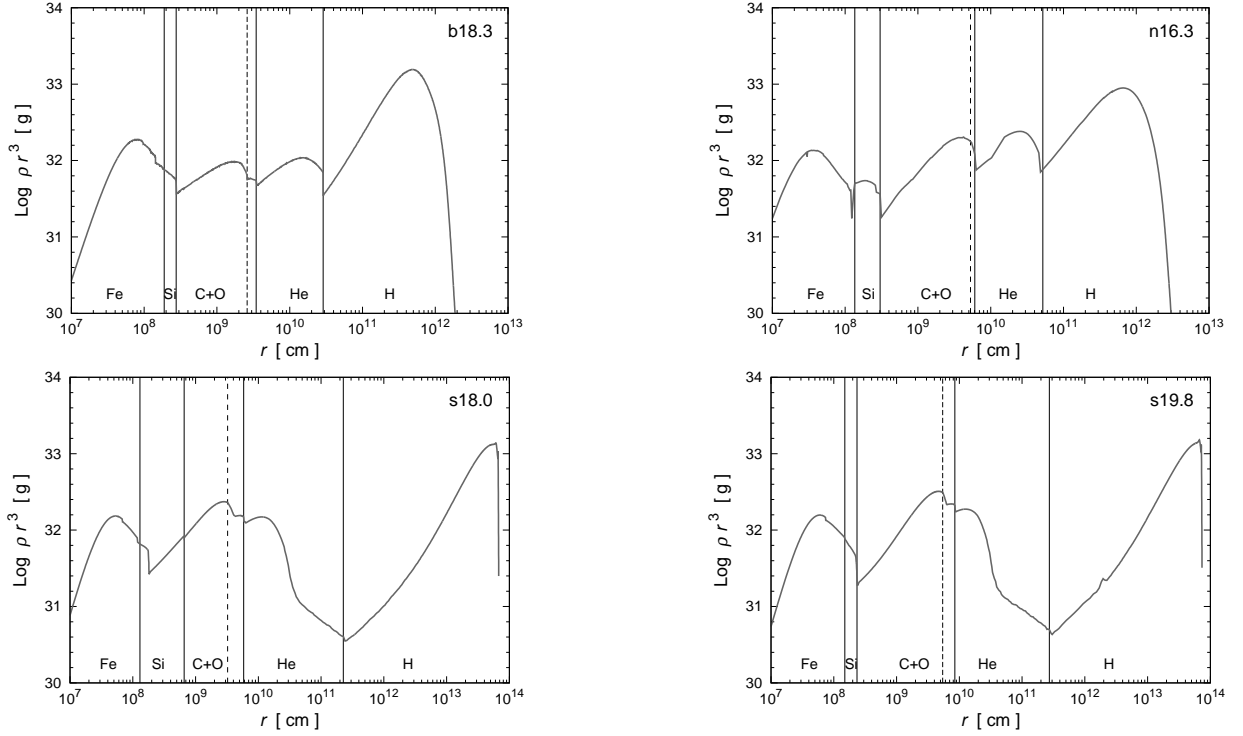 34
33
32
31
30
Log ρ r³ [ g ]
b18.3
Fe Si C+O He H
10⁷ 10⁸ 10⁹ 10¹⁰ 10¹¹ 10¹² 10¹³
r [ cm ]
34
33
32
31
30
Log ρ r³ [ g ]
n16.3
Fe Si C+O He H
10⁷ 10⁸ 10⁹ 10¹⁰ 10¹¹ 10¹² 10¹³
r [ cm ]
34
33
32
31
30
Log ρ r³ [ g ]
s18.0
Fe Si C+O He H
10⁷ 10⁸ 10⁹ 10¹⁰ 10¹¹ 10¹² 10¹³ 10¹⁴
r [ cm ]
34
33
32
31
30
Log ρ r³ [ g ]
s19.8
Fe Si C+O He H
10⁷ 10⁸ 10⁹ 10¹⁰ 10¹¹ 10¹² 10¹³ 10¹⁴
r [ cm ]